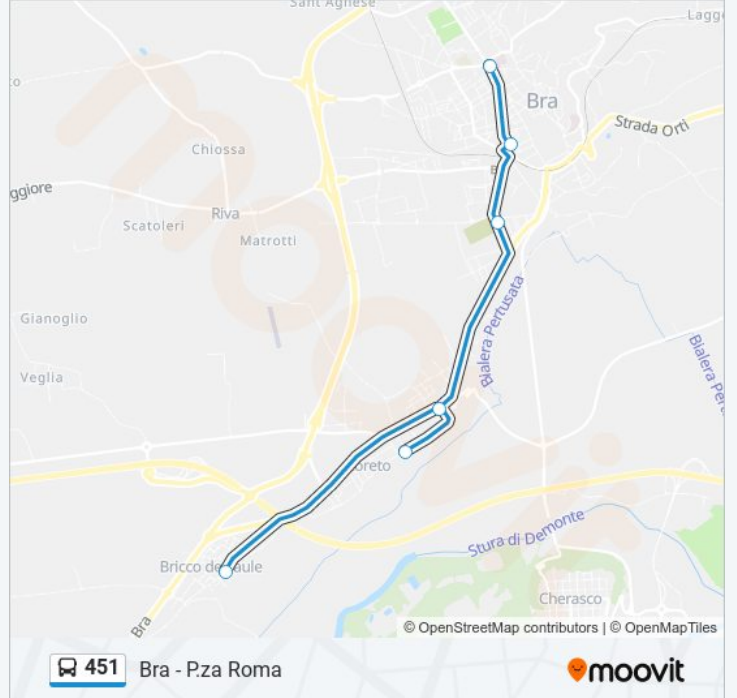 Sant'Agnese
Lagge
Bra
Strada Orti
Chiossa
ggiore
Riva
Scatoleri
Matrotti
Gianoglio
Bialera Pertusata
Bialera Per
Veglia
oreto
Stura di Demonte
Bricco de
aule
Cherasco
Bra
© OpenStreetMap contributors | © OpenMapTiles
451 Bra - P.za Roma
moovit